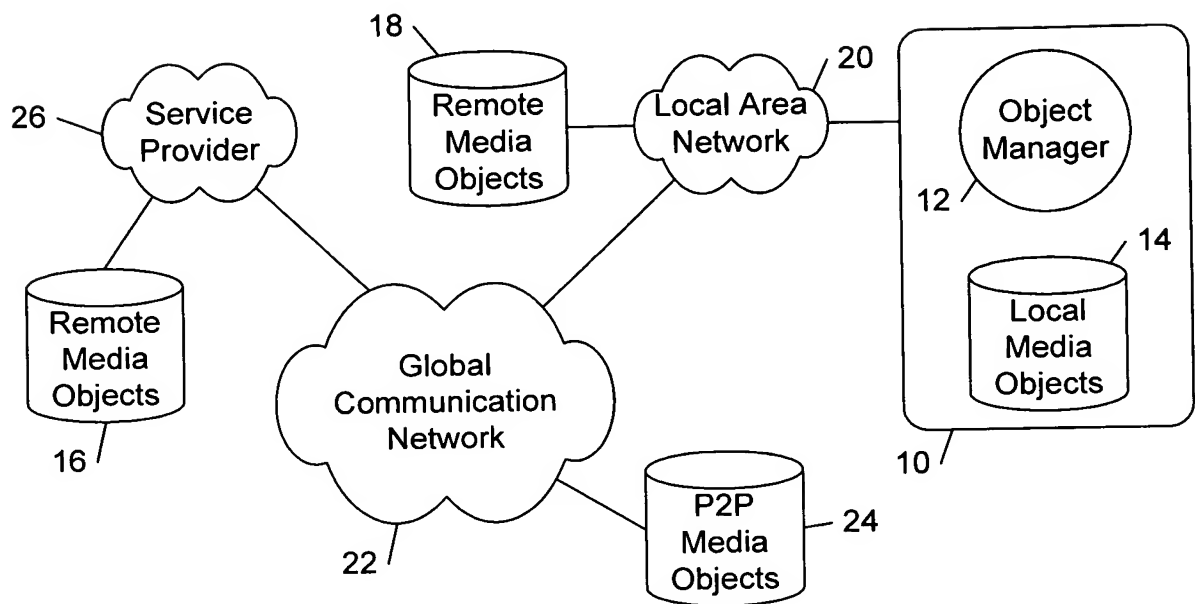 18
20
26
Service
Provider
Remote
Media
Objects
Local Area
Network
Object
Manager
12
14
Remote
Media
Objects
16
Global
Communication
Network
22
P2P
Media
Objects
24
Local
Media
Objects
10